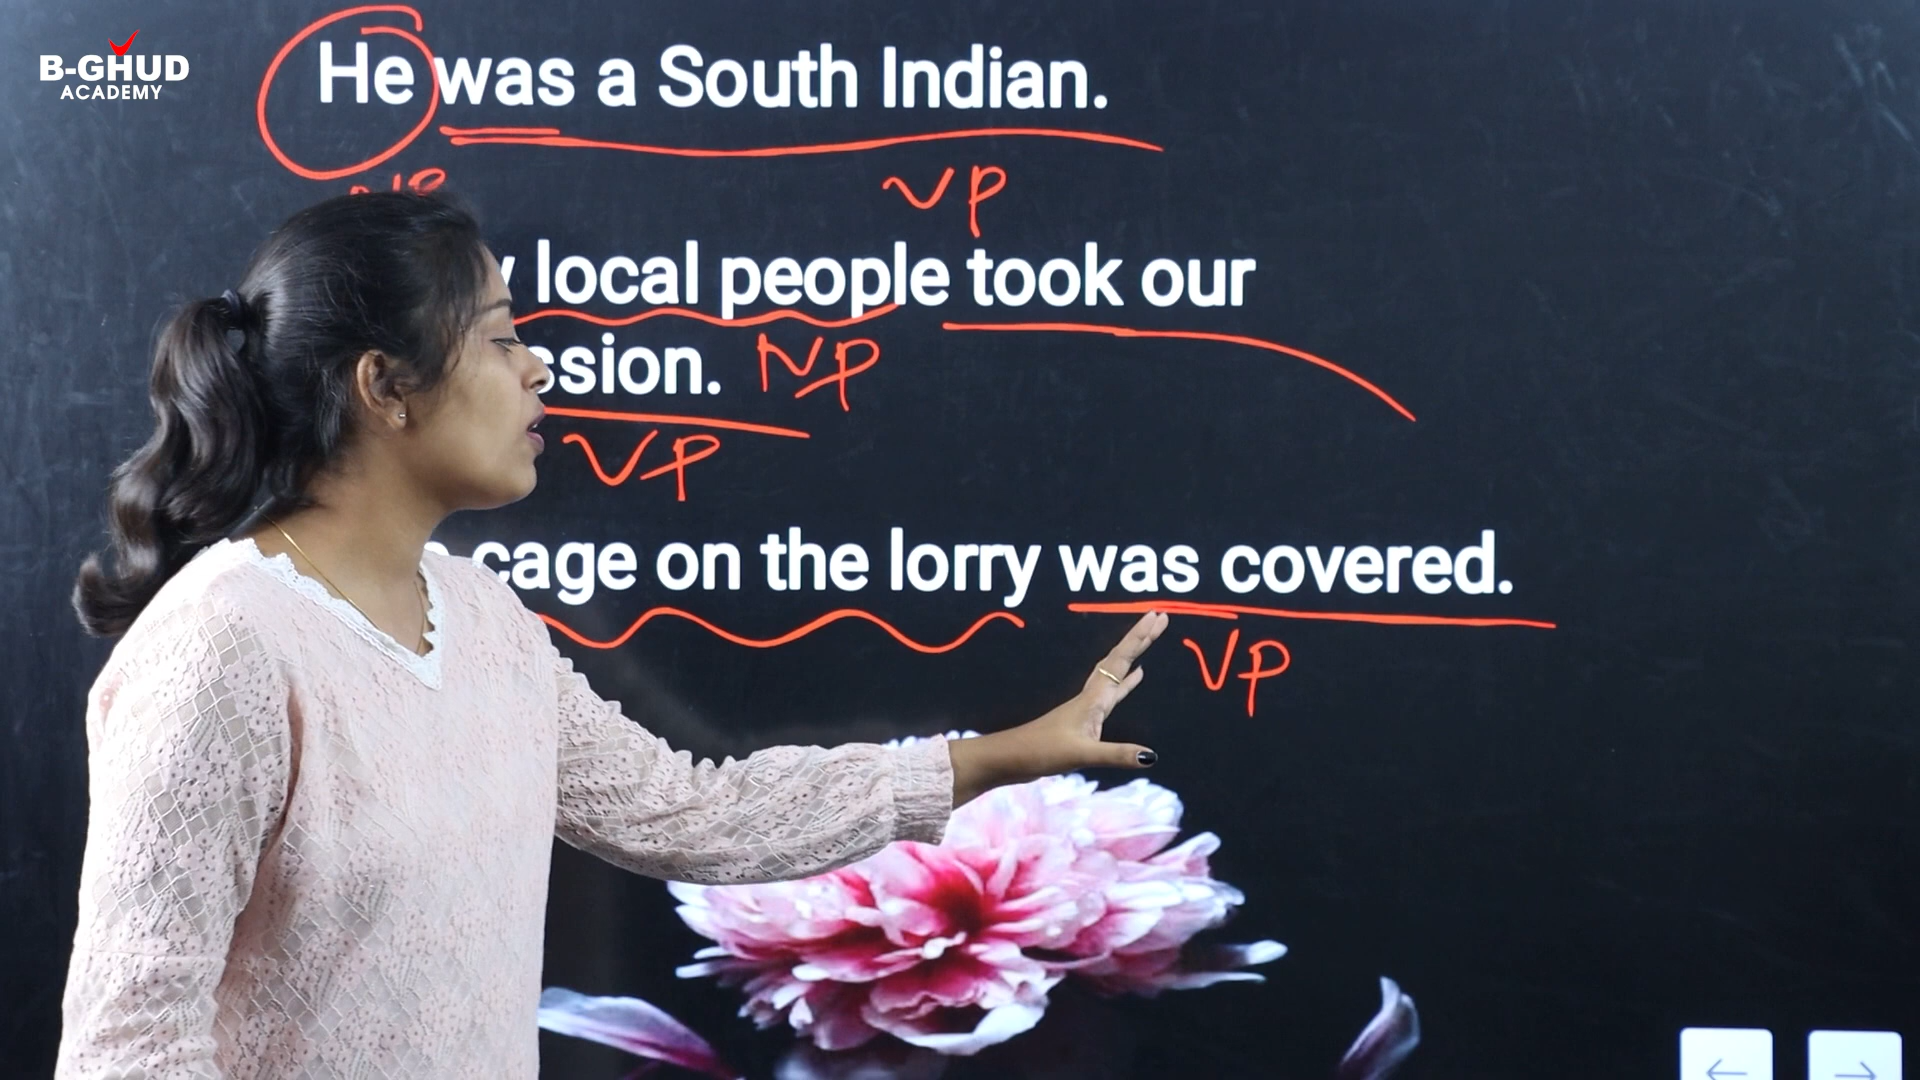 B-GHUD
ACADEMY
He was a South Indian.
NP VP
local people took our
NP
VP
cage on the lorry was covered.
VP